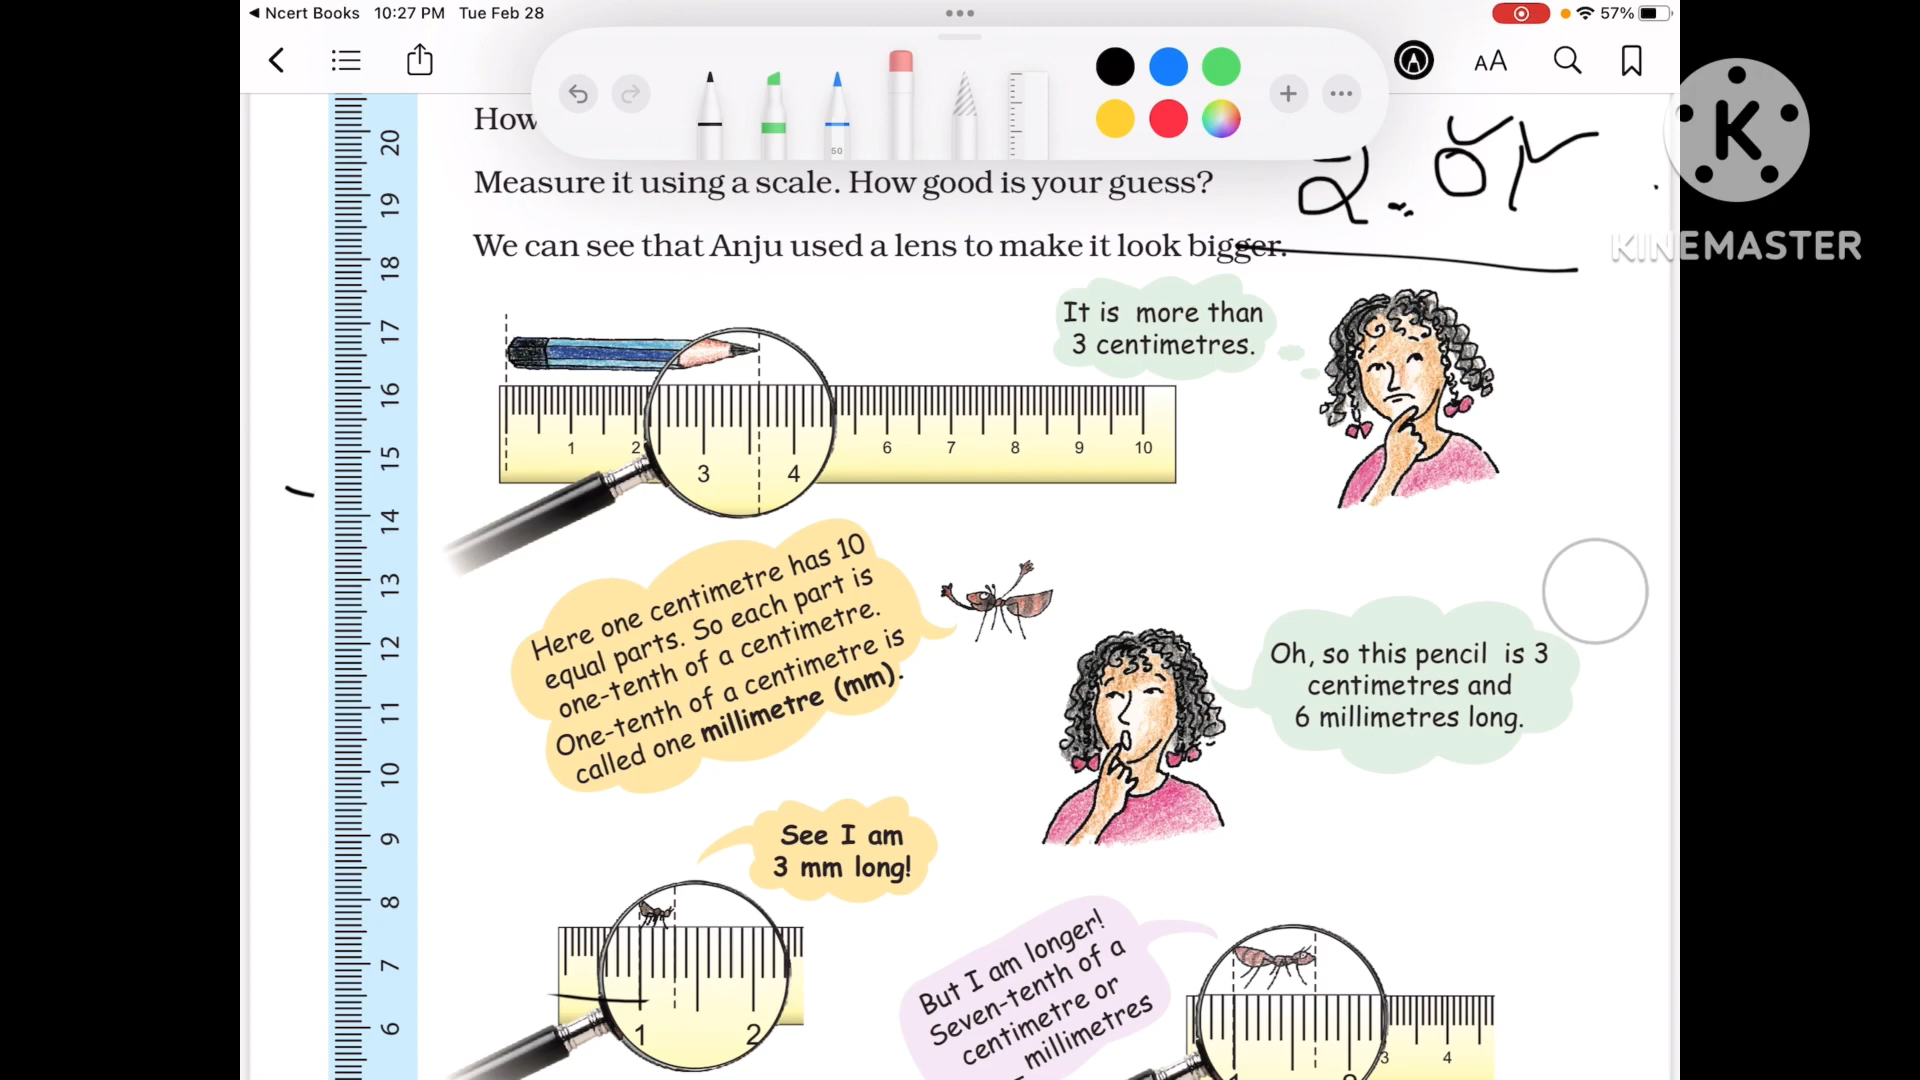 Ncert Books 10:27 PM Tue Feb 28
57%
AA
50
K
KINEMASTER
How
Measure it using a scale. How good is your guess?
We can see that Anju used a lens to make it look bigger.
It is more than
3 centimetres.
1 2 3 4 6 7 8 9 10
Here one centimetre has 10
equal parts. So each part is
one-tenth of a centimetre.
One-tenth of a centimetre is
called one millimetre (mm).
Oh, so this pencil is 3
centimetres and
6 millimetres long.
See I am
3 mm long!
1 2
But I am longer!
Seven-tenth of a
centimetre or
millimetres
3 4
20
19
18
17
16
15
14
13
12
11
10
9
8
7
6